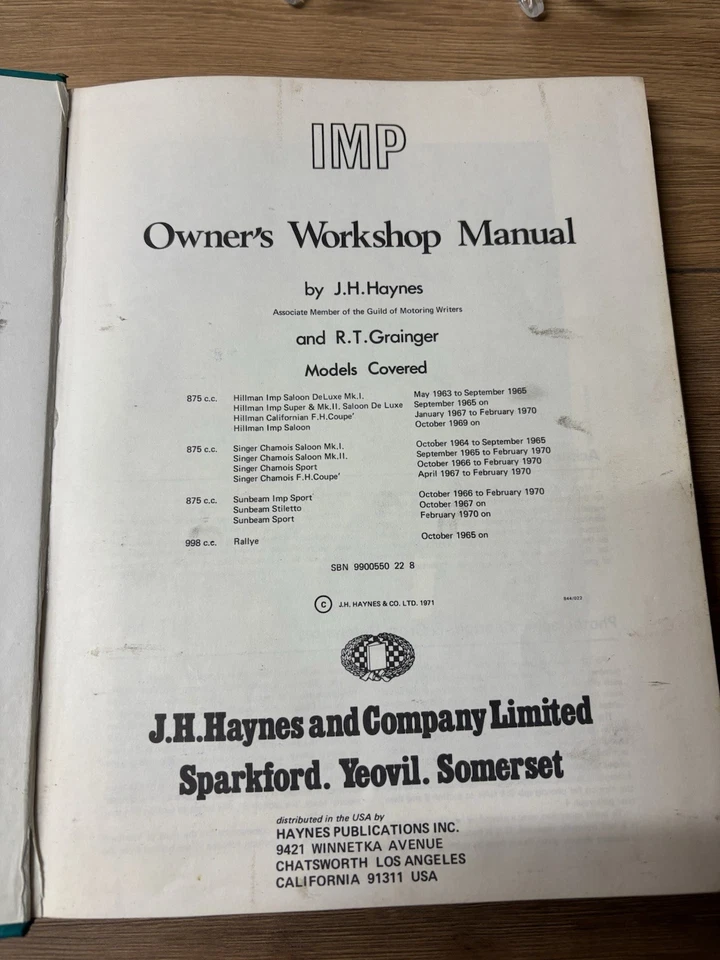 IMP
Owner's Workshop Manual
by J.H.Haynes
Associate Member of the Guild of Motoring Writers
and R.T.Grainger
Models Covered
875 c.c. Hillman Imp Saloon DeLuxe Mk.I. May 1963 to September 1965
Hillman Imp Super & Mk.II. Saloon De Luxe September 1965 on
Hillman Californian F.H.Coupe' January 1967 to February 1970
Hillman Imp Saloon October 1969 on
875 c.c. Singer Chamois Saloon Mk.I. October 1964 to September 1965
Singer Chamois Saloon Mk.II. September 1965 to February 1970
Singer Chamois Sport October 1966 to February 1970
Singer Chamois F.H.Coupe' April 1967 to February 1970
875 c.c. Sunbeam Imp Sport October 1966 to February 1970
Sunbeam Stiletto October 1967 on
Sunbeam Sport February 1970 on
998 c.c. Rallye October 1965 on
SBN 9900550 22 8
© J.H. HAYNES & CO. LTD. 1971
J.H.Haynes and Company Limited
Sparkford. Yeovil. Somerset
distributed in the USA by
HAYNES PUBLICATIONS INC.
9421 WINNETKA AVENUE
CHATSWORTH LOS ANGELES
CALIFORNIA 91311 USA